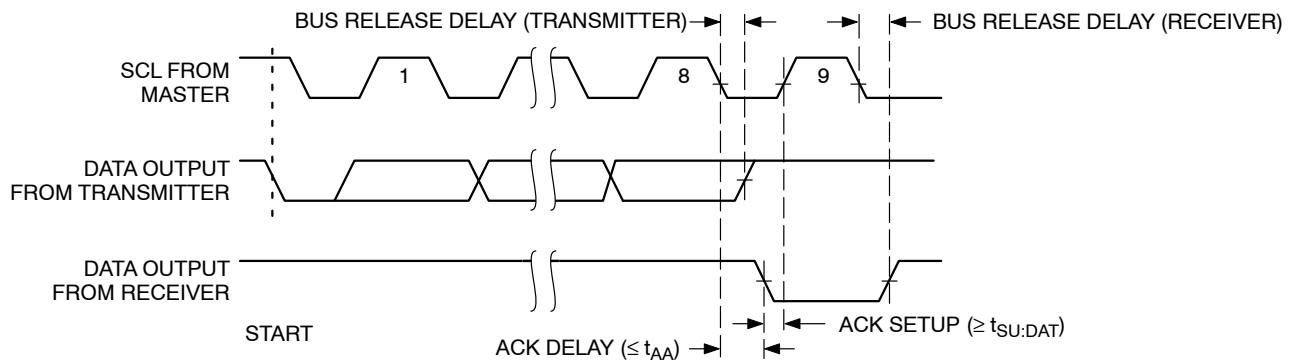 BUS RELEASE DELAY (TRANSMITTER)
BUS RELEASE DELAY (RECEIVER)
SCL FROM
MASTER
1
8
9
DATA OUTPUT
FROM TRANSMITTER
DATA OUTPUT
FROM RECEIVER
START
ACK SETUP (≥ tSU:DAT)
ACK DELAY (≤ tAA)